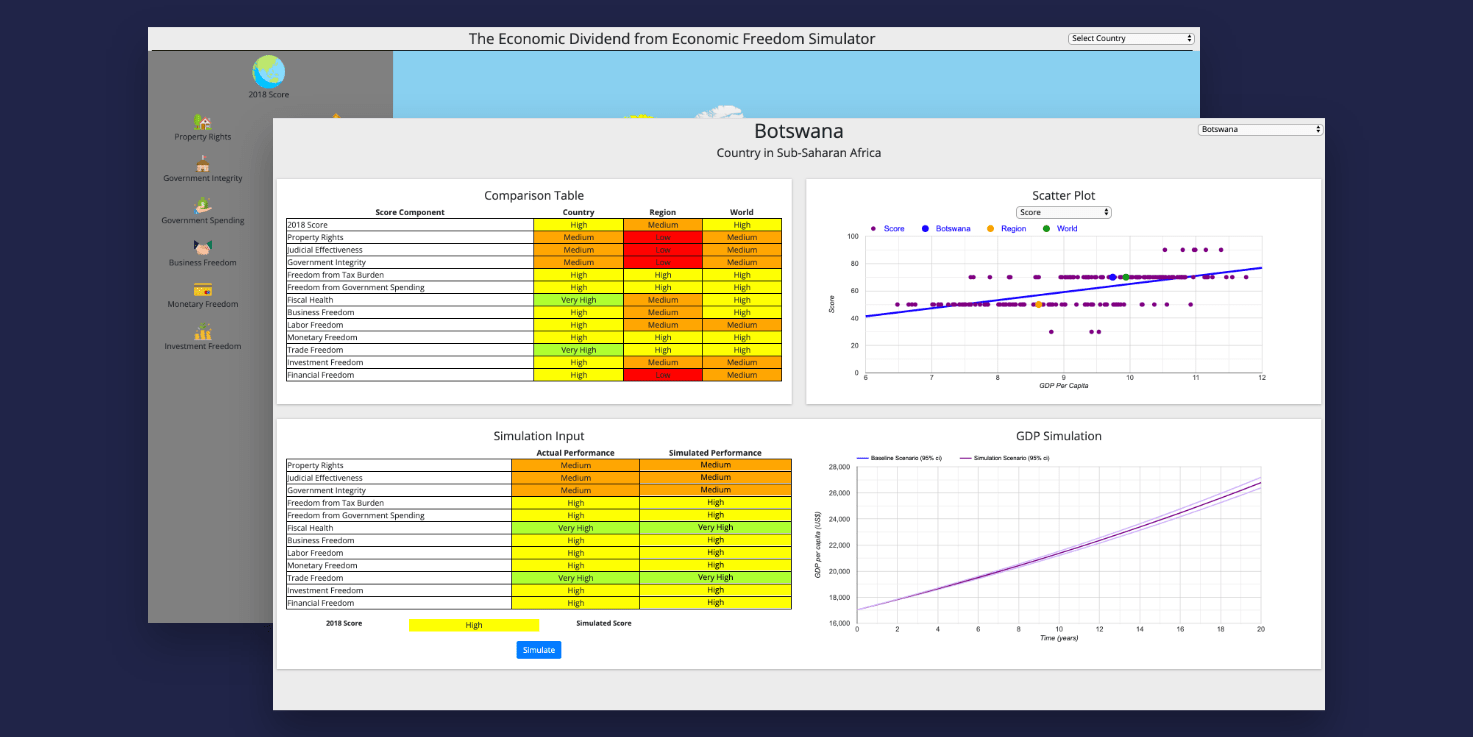 The Economic Dividend from Economic Freedom Simulator
Select Country
2018 Score
Property Rights
Government Integrity
Government Spending
Business Freedom
Monetary Freedom
Investment Freedom
Botswana
Botswana
Country in Sub-Saharan Africa
Comparison Table
Score Component Country Region World
2018 Score High Medium High
Property Rights Medium Low Medium
Judicial Effectiveness Medium Low Medium
Government Integrity Medium Low Medium
Freedom from Tax Burden High High High
Freedom from Government Spending High High High
Fiscal Health Very High Medium High
Business Freedom High Medium High
Labor Freedom High Medium Medium
Monetary Freedom High High High
Trade Freedom Very High High High
Investment Freedom High Medium Medium
Financial Freedom High Low Medium
Scatter Plot
Score
Score Botswana Region World
100
80
60
40
20
0
Score
6 7 8 9 10 11 12
GDP Per Capita
Simulation Input
Actual Performance Simulated Performance
Property Rights Medium Medium
Judicial Effectiveness Medium Medium
Government Integrity Medium Medium
Freedom from Tax Burden High High
Freedom from Government Spending High High
Fiscal Health Very High Very High
Business Freedom High High
Labor Freedom High High
Monetary Freedom High High
Trade Freedom Very High Very High
Investment Freedom High High
Financial Freedom High High
2018 Score High Simulated Score
Simulate
GDP Simulation
Baseline Scenario (95% ci) Simulation Scenario (95% ci)
28,000
26,000
24,000
22,000
20,000
18,000
16,000
GDP per capita (US$)
0 2 4 6 8 10 12 14 16 18 20
Time (years)